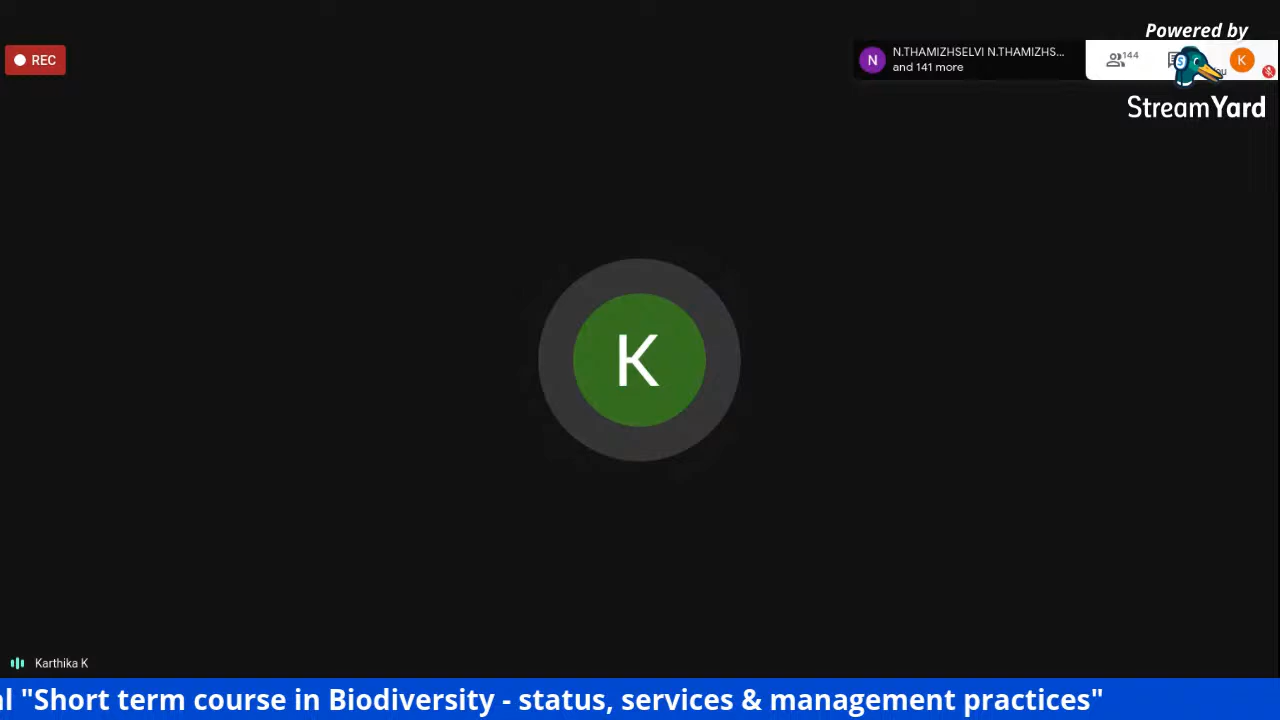 Powered by
REC
N
N.THAMIZHSELVI N.THAMIZHS...
and 141 more
144
K
StreamYard
K
Karthika K
"Short term course in Biodiversity - status, services & management practices"